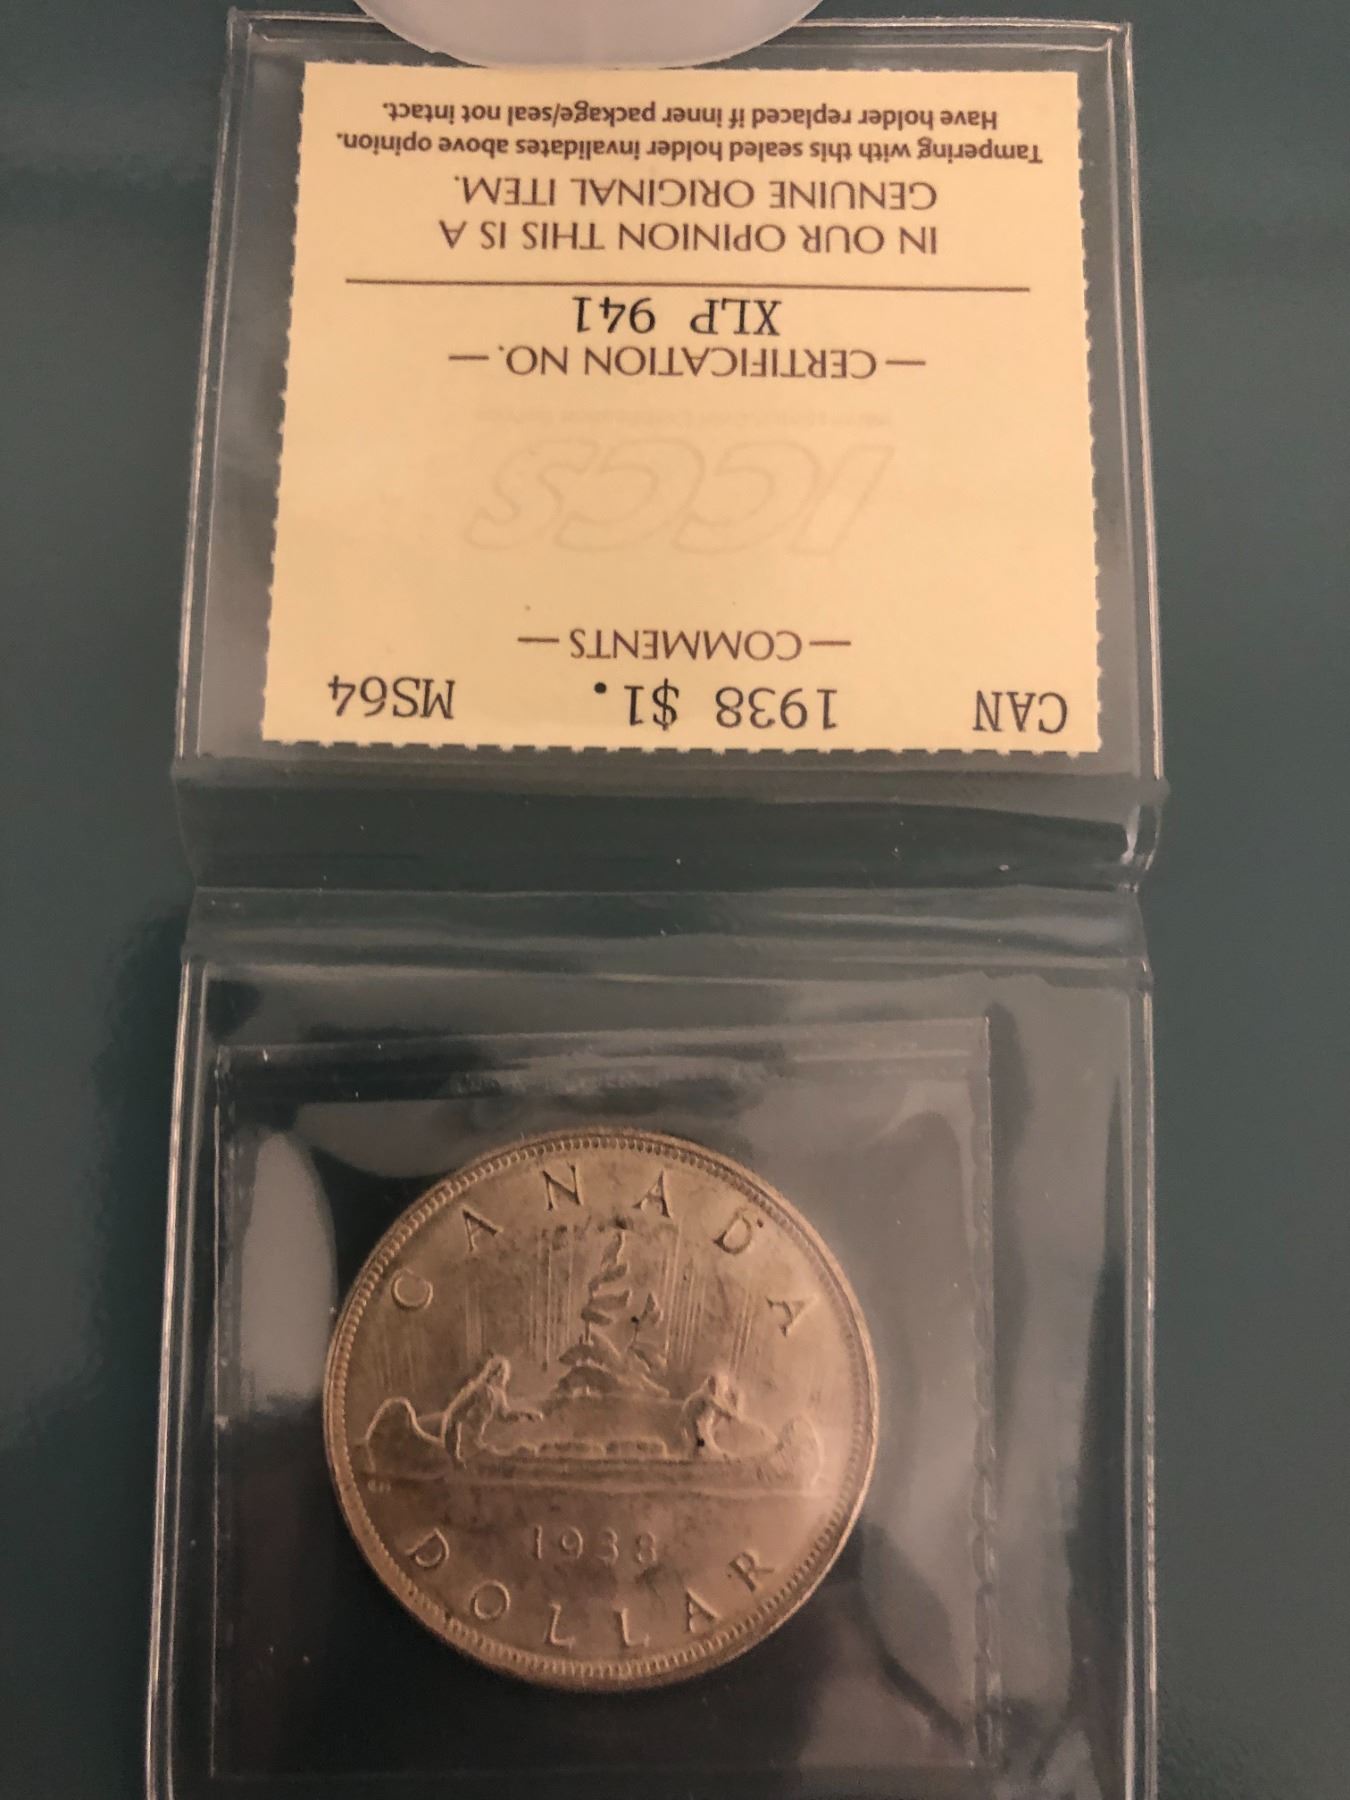 CAN 1938 $1. MS64
— COMMENTS —
ICCS
— CERTIFICATION NO. —
XLP 941
IN OUR OPINION THIS IS A
GENUINE ORIGINAL ITEM.
Tampering with this sealed holder invalidates above opinion.
Have holder replaced if inner package/seal not intact.
CANADA
1938
DOLLAR